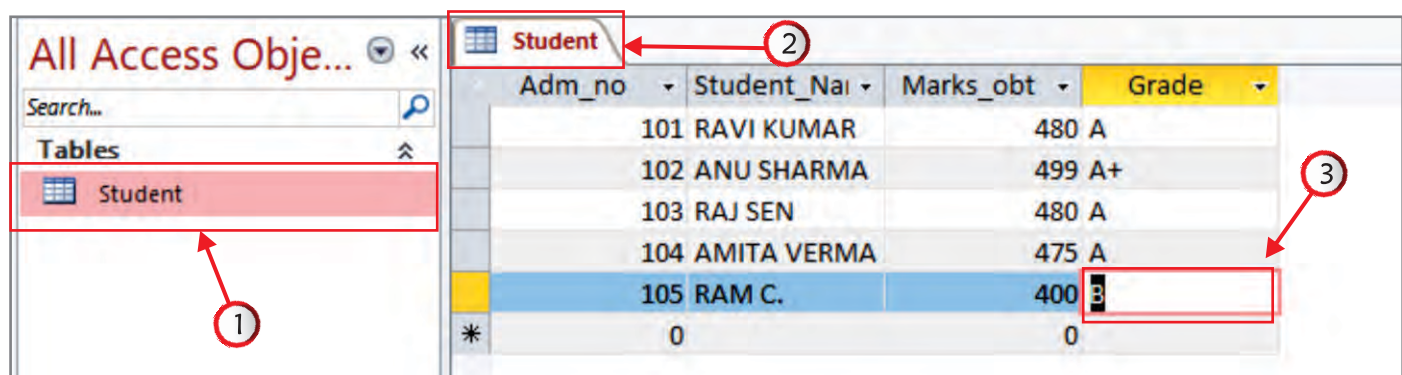 All Access Obje... «
Search...
Tables
Student
1
Student
2
Adm_no Student_Nai Marks_obt Grade
101 RAVI KUMAR 480 A
102 ANU SHARMA 499 A+
103 RAJ SEN 480 A
104 AMITA VERMA 475 A
105 RAM C. 400 B
* 0 0
3